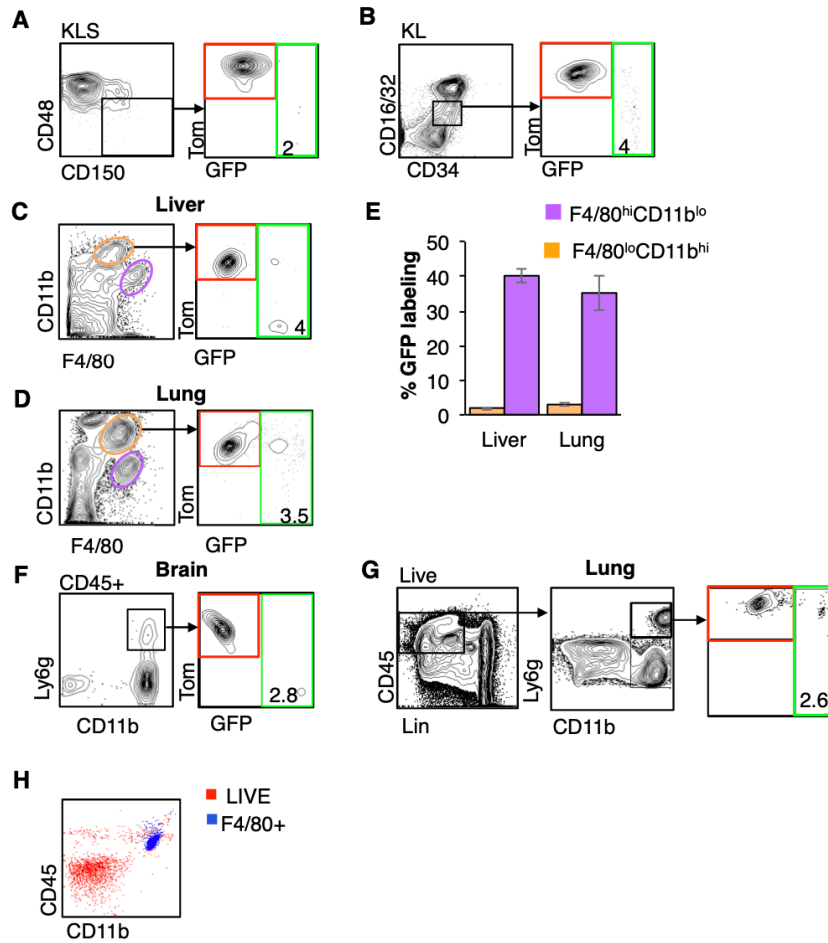 A
KLS
CD48
CD150
Tom
GFP
2
B
KL
CD16/32
CD34
Tom
GFP
4
C
Liver
CD11b
F4/80
Tom
GFP
4
D
Lung
CD11b
F4/80
Tom
GFP
3.5
E
F4/80hiCD11blo
F4/80loCD11bhi
% GFP labeling
50
40
30
20
10
0
Liver
Lung
F
Brain
CD45+
Ly6g
CD11b
Tom
GFP
2.8
G
Lung
Live
CD45
Lin
Ly6g
CD11b
2.6
H
LIVE
F4/80+
CD45
CD11b